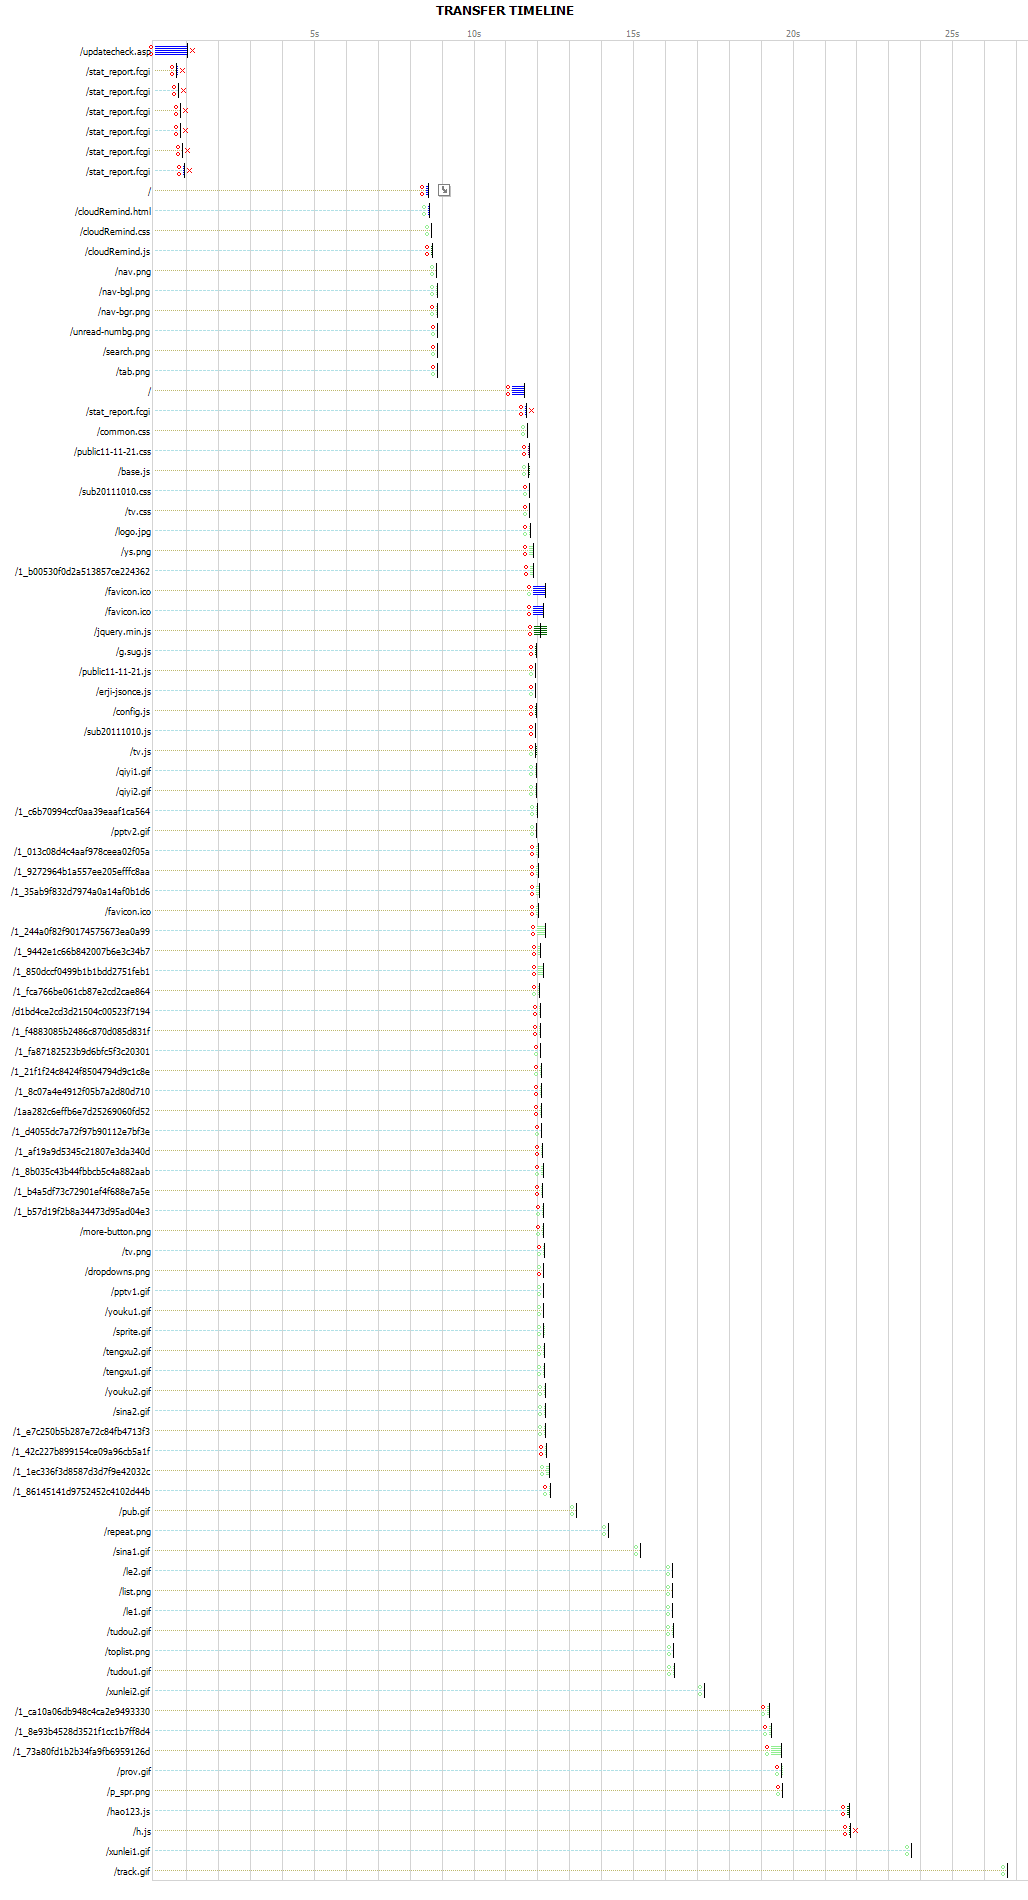 TRANSFER TIMELINE
5s 10s 15s 20s 25s
/updatecheck.asp
/stat_report.fcgi
/stat_report.fcgi
/stat_report.fcgi
/stat_report.fcgi
/stat_report.fcgi
/stat_report.fcgi
/
/cloudRemind.html
/cloudRemind.css
/cloudRemind.js
/nav.png
/nav-bgl.png
/nav-bgr.png
/unread-numbg.png
/search.png
/tab.png
/
/stat_report.fcgi
/common.css
/public11-11-21.css
/base.js
/sub20111010.css
/tv.css
/logo.jpg
/ys.png
/1_b00530f0d2a513857ce224362
/favicon.ico
/favicon.ico
/jquery.min.js
/g.sug.js
/public11-11-21.js
/erji-jsonce.js
/config.js
/sub20111010.js
/tv.js
/qiyi1.gif
/qiyi2.gif
/1_c6b70994ccf0aa39eaaf1ca564
/pptv2.gif
/1_013c08d4c4aaf978ceea02f05a
/1_9272964b1a557ee205efffc8aa
/1_35ab9f832d7974a0a14af0b1d6
/favicon.ico
/1_244a0f82f90174575673ea0a99
/1_9442e1c66b842007b6e3c34b7
/1_850dccf0499b1b1bdd2751feb1
/1_fca766be061cb87e2cd2cae864
/d1bd4ce2cd3d21504c00523f7194
/1_f4883085b2486c870d085d831f
/1_fa87182523b9d6bfc5f3c20301
/1_21f1f24c8424f8504794d9c1c8e
/1_8c07a4e4912f05b7a2d80d710
/1aa282c6effb6e7d25269060fd52
/1_d4055dc7a72f97b90112e7bf3e
/1_af19a9d5345c21807e3da340d
/1_8b035c43b44fbbcb5c4a882aab
/1_b4a5df73c72901ef4f688e7a5e
/1_b57d19f2b8a34473d95ad04e3
/more-button.png
/tv.png
/dropdowns.png
/pptv1.gif
/youku1.gif
/sprite.gif
/tengxu2.gif
/tengxu1.gif
/youku2.gif
/sina2.gif
/1_e7c250b5b287e72c84fb4713f3
/1_42c227b899154ce09a96cb5a1f
/1_1ec336f3d8587d3d7f9e42032c
/1_86145141d9752452c4102d44b
/pub.gif
/repeat.png
/sina1.gif
/le2.gif
/list.png
/le1.gif
/tudou2.gif
/toplist.png
/tudou1.gif
/xunlei2.gif
/1_ca10a06db948c4ca2e9493330
/1_8e93b4528d3521f1cc1b7ff8d4
/1_73a80fd1b2b34fa9fb6959126d
/prov.gif
/p_spr.png
/hao123.js
/h.js
/xunlei1.gif
/track.gif